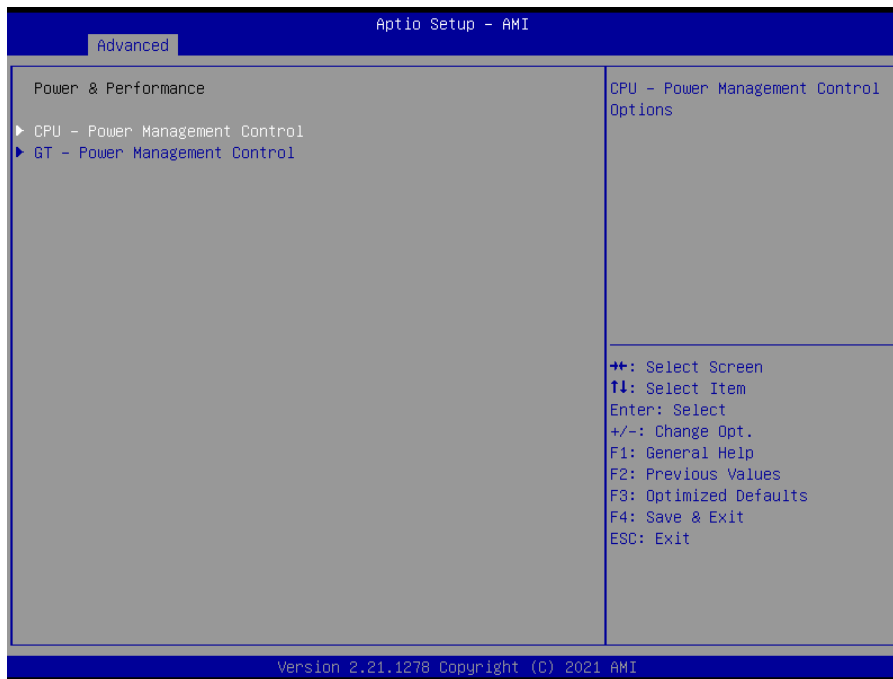 Aptio Setup – AMI
Advanced
Power & Performance
CPU – Power Management Control
GT – Power Management Control
CPU – Power Management Control
Options
→←: Select Screen
↑↓: Select Item
Enter: Select
+/-: Change Opt.
F1: General Help
F2: Previous Values
F3: Optimized Defaults
F4: Save & Exit
ESC: Exit
Version 2.21.1278 Copyright (C) 2021 AMI